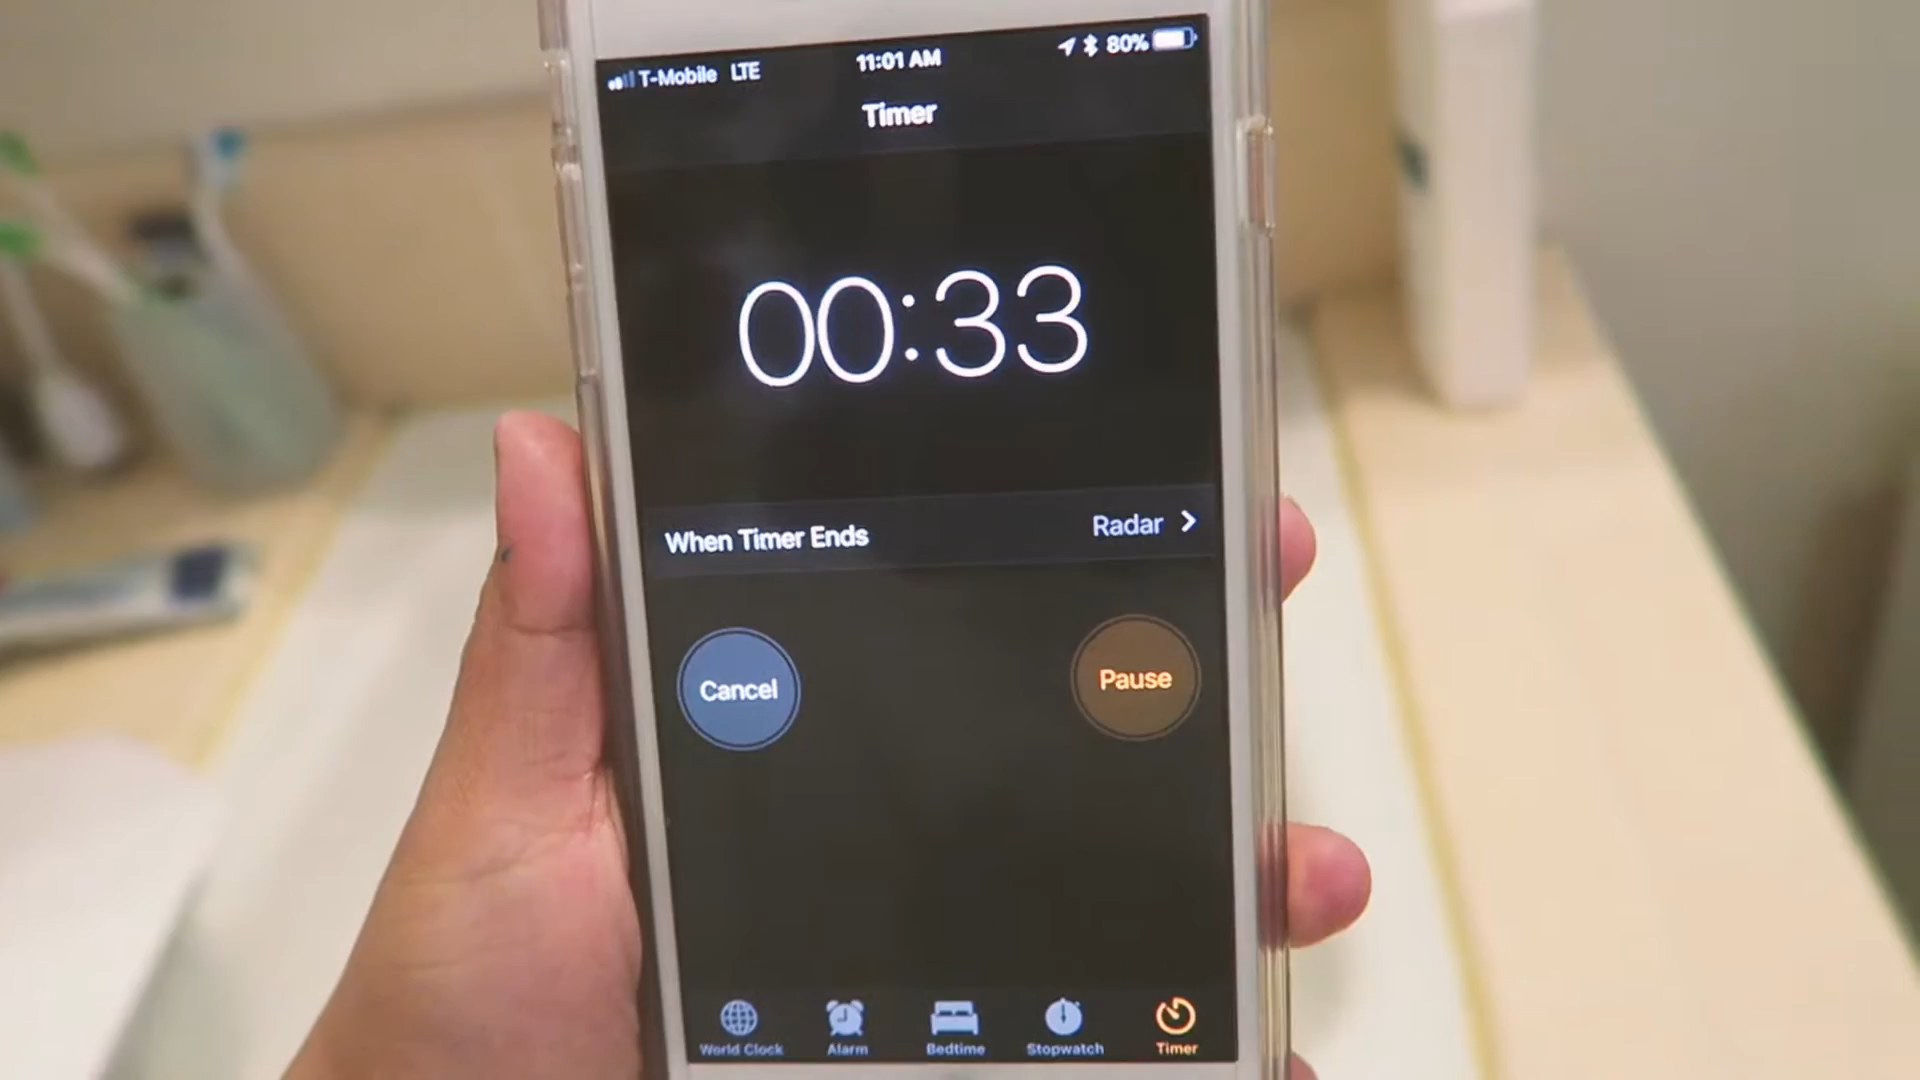 T-Mobile LTE 11:01 AM 80%
Timer
00:33
When Timer Ends Radar
Cancel Pause
World Clock Alarm Bedtime Stopwatch Timer